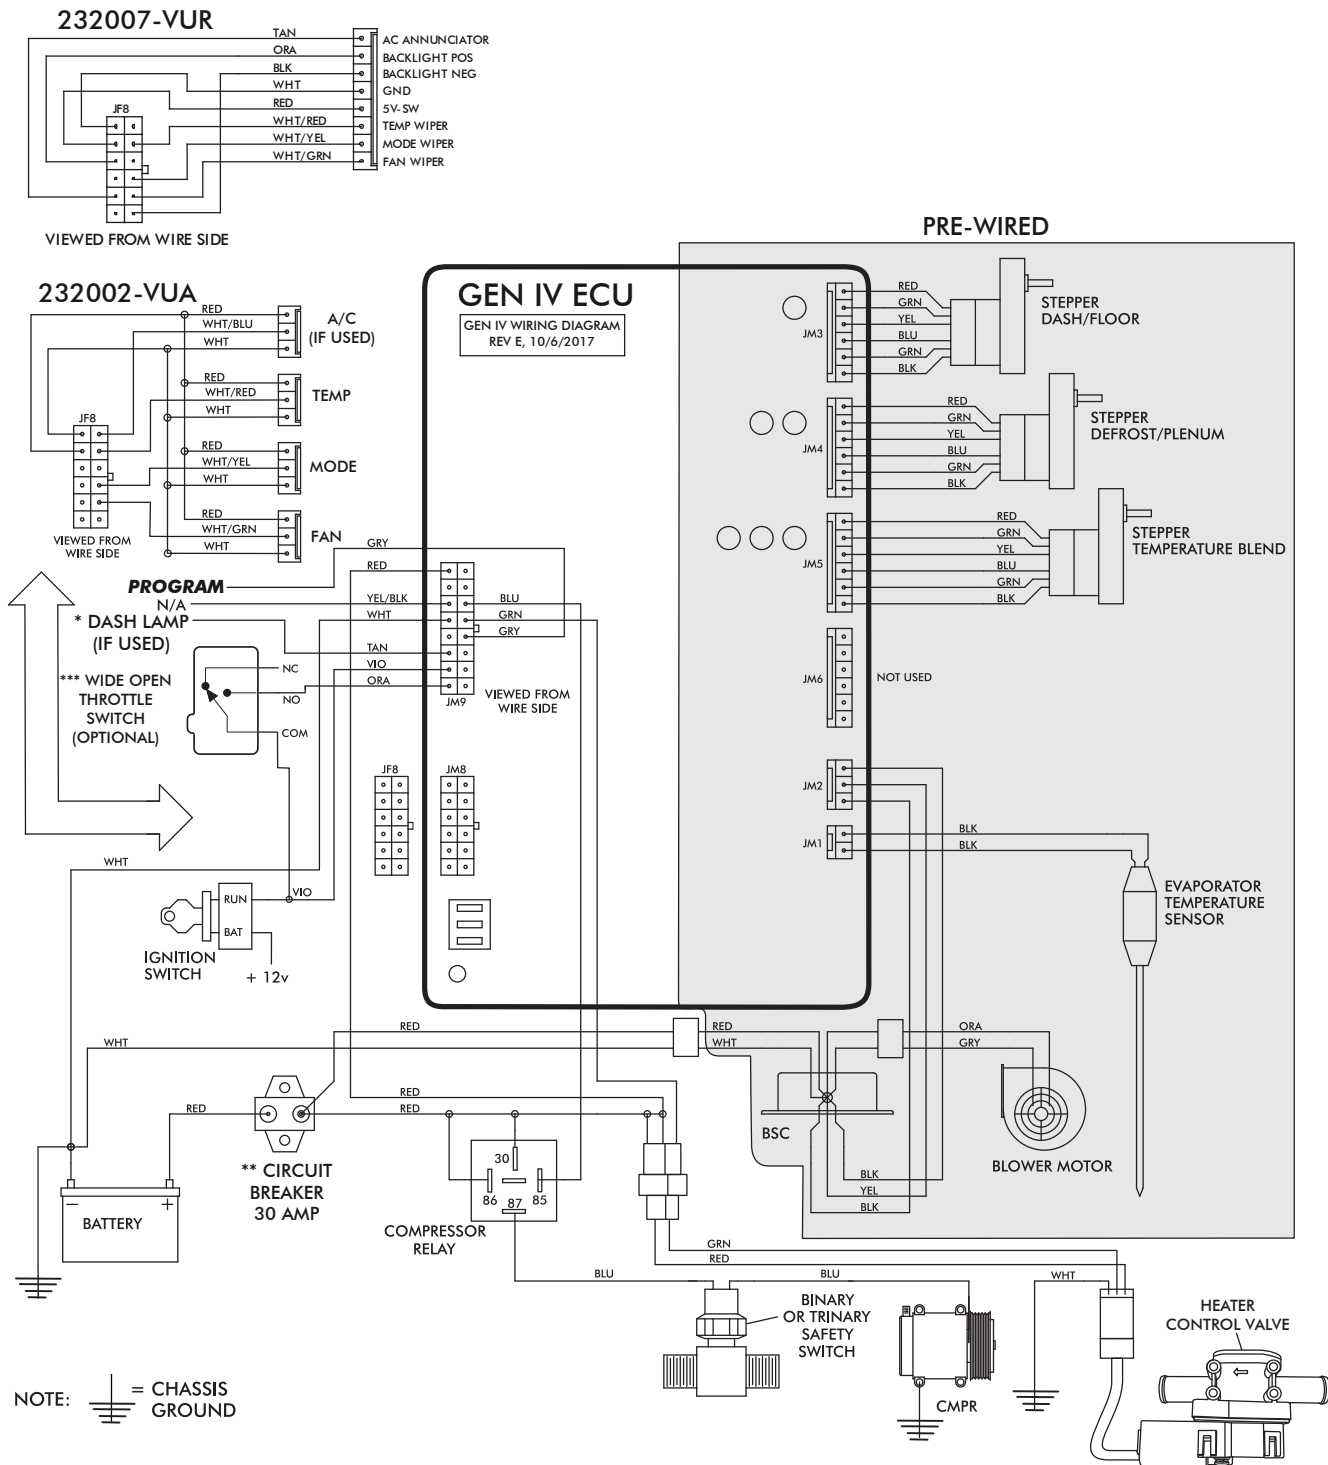 232007-VUR
TAN
ORA
BLK
WHT
RED
WHT/RED
WHT/YEL
WHT/GRN
AC ANNUNCIATOR
BACKLIGHT POS
BACKLIGHT NEG
GND
5V-SW
TEMP WIPER
MODE WIPER
FAN WIPER
JF8
VIEWED FROM WIRE SIDE
232002-VUA
RED
WHT/BLU
WHT
A/C
(IF USED)
RED
WHT/RED
WHT
TEMP
JF8
RED
WHT/YEL
WHT
MODE
RED
WHT/GRN
WHT
FAN
VIEWED FROM
WIRE SIDE
PRE-WIRED
GEN IV ECU
GEN IV WIRING DIAGRAM
REV E, 10/6/2017
JM3
RED
GRN
YEL
BLU
GRN
BLK
STEPPER
DASH/FLOOR
JM4
RED
GRN
YEL
BLU
GRN
BLK
STEPPER
DEFROST/PLENUM
JM5
RED
GRN
YEL
BLU
GRN
BLK
STEPPER
TEMPERATURE BLEND
JM6
NOT USED
JM2
JM1
BLK
BLK
EVAPORATOR
TEMPERATURE
SENSOR
GRY
RED
PROGRAM
N/A
YEL/BLK
BLU
* DASH LAMP
(IF USED)
WHT
GRN
GRY
TAN
VIO
ORA
JM9
VIEWED FROM
WIRE SIDE
*** WIDE OPEN
THROTTLE
SWITCH
(OPTIONAL)
NC
NO
COM
JF8
JM8
WHT
RUN
BAT
VIO
IGNITION
SWITCH
+ 12v
RED
WHT
RED
WHT
ORA
GRY
BSC
BLOWER MOTOR
BLK
YEL
BLK
RED
RED
RED
** CIRCUIT
BREAKER
30 AMP
BATTERY
−
+
30
86
87
85
COMPRESSOR
RELAY
GRN
RED
BLU
BLU
WHT
BINARY
OR TRINARY
SAFETY
SWITCH
CMPR
HEATER
CONTROL VALVE
NOTE:
= CHASSIS
GROUND